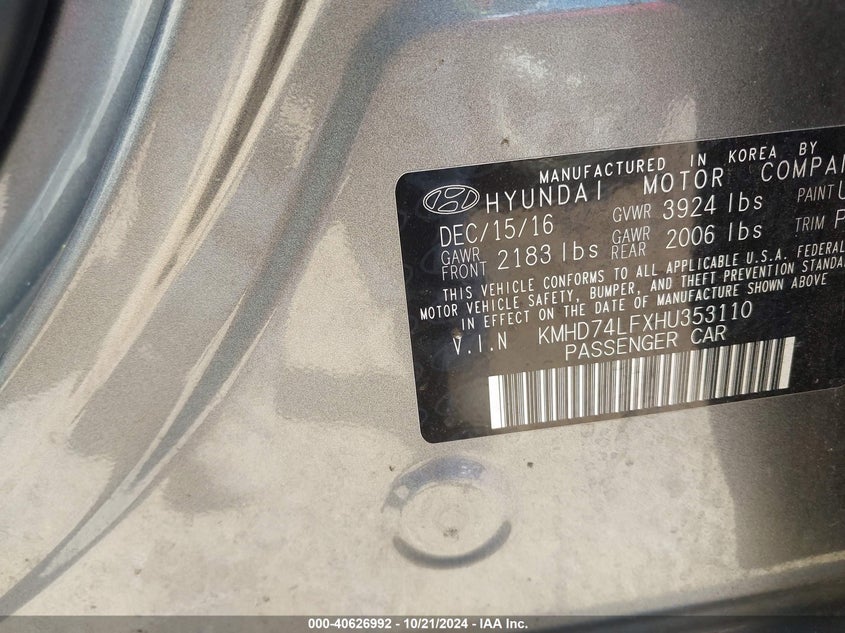 MANUFACTURED IN KOREA BY
HYUNDAI MOTOR
DEC/15/16 GVWR 3924 lbs PAINT
GAWR FRONT 2183 lbs GAWR REAR 2006 lbs TRIM
THIS VEHICLE CONFORMS TO ALL APPLICABLE U.S.A. FEDERAL
MOTOR VEHICLE SAFETY, BUMPER, AND THEFT PREVENTION
IN EFFECT ON THE DATE OF MANUFACTURE SHOWN ABOVE
V.I.N KMHD74LFXHU353110
PASSENGER CAR
000-40626992 - 10/21/2024 - IAA Inc.